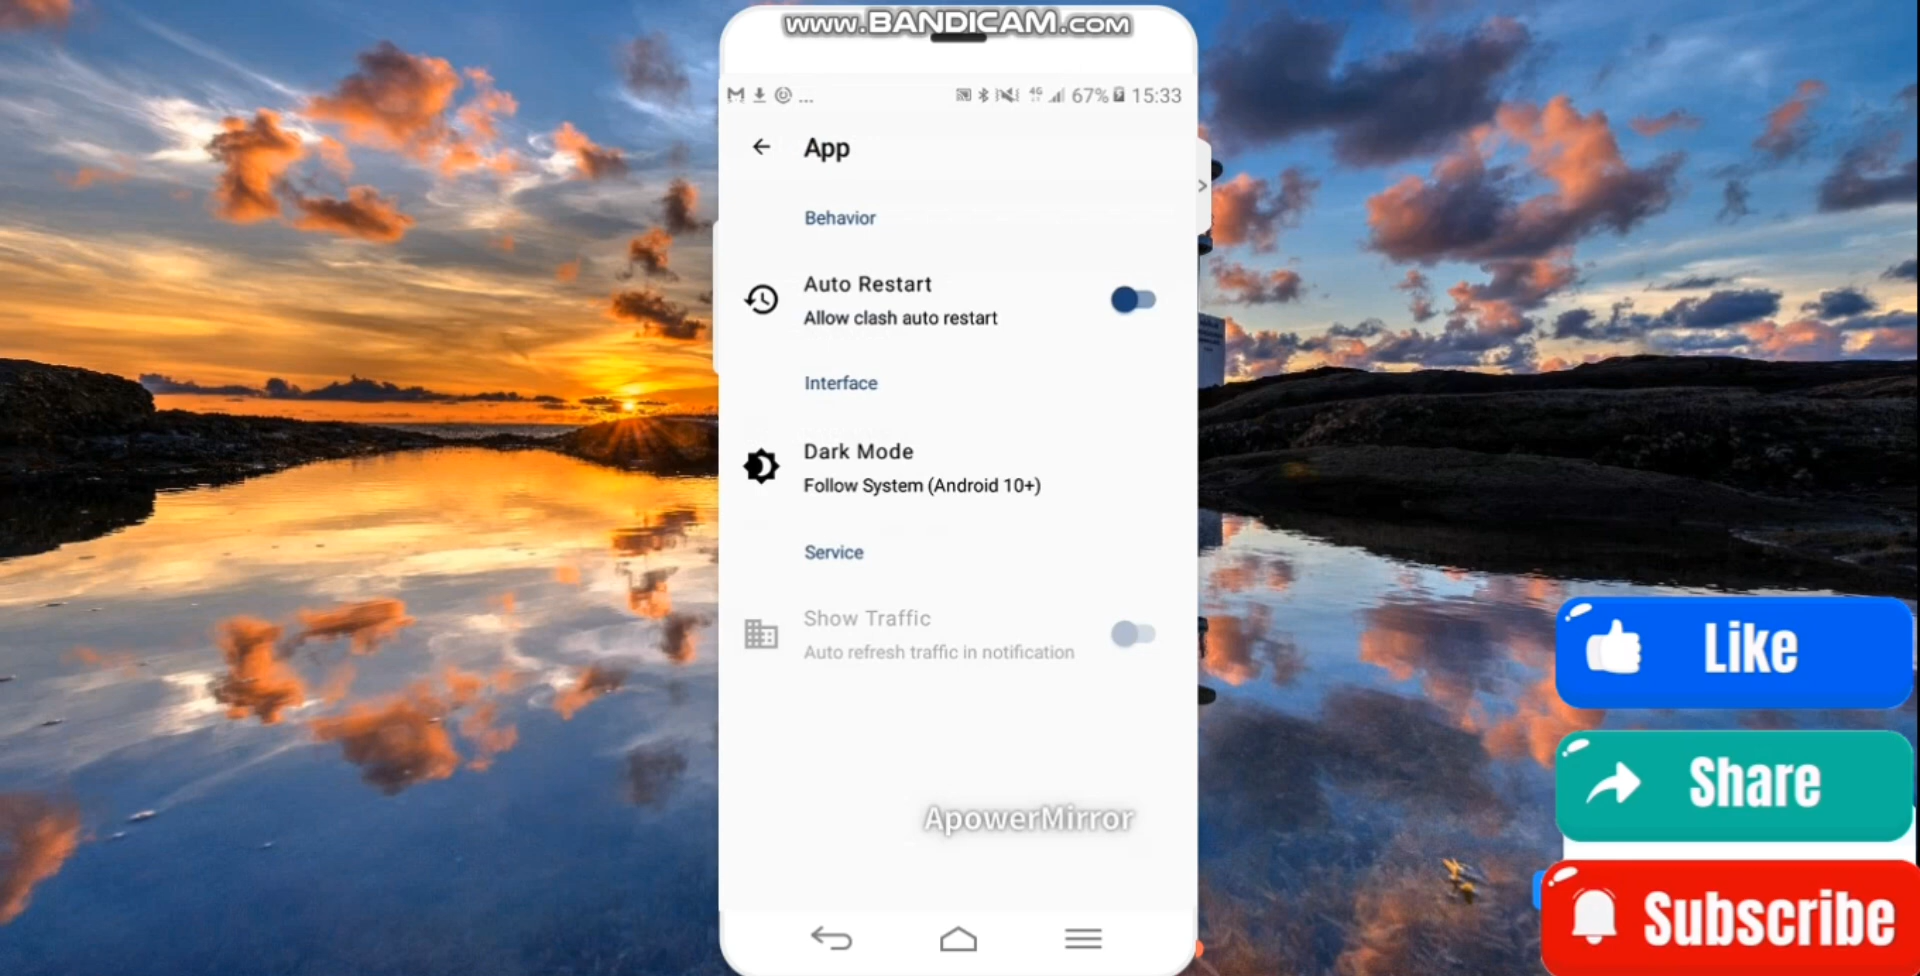 www.BANDICAM.com
... 4G 67% 15:33
App
Behavior
Auto Restart
Allow clash auto restart
Interface
Dark Mode
Follow System (Android 10+)
Service
Show Traffic
Auto refresh traffic in notification
ApowerMirror
Like
Share
Subscribe